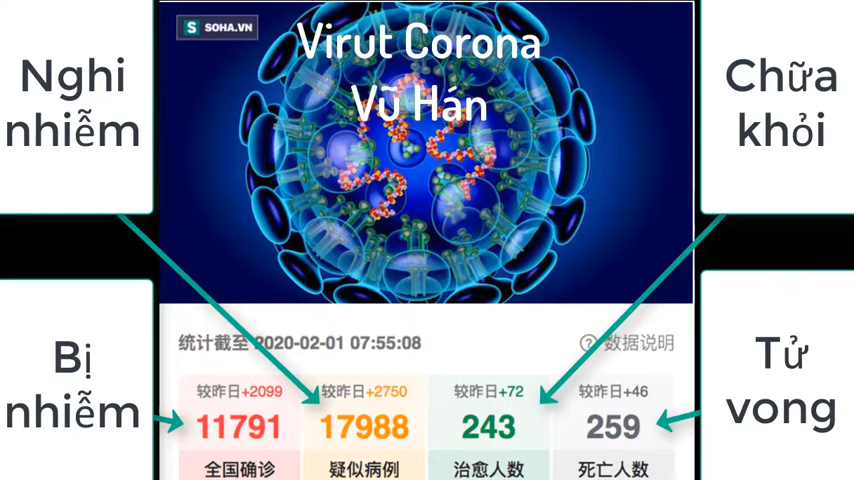 SOHA.VN
Virut Corona
Vũ Hán
Nghi
nhiễm
Chữa
khỏi
Bị
nhiễm
Tử
vong
统计截至 2020-02-01 07:55:08
? 数据说明
较昨日+2099
较昨日+2750
较昨日+72
较昨日+46
11791
17988
243
259
全国确诊
疑似病例
治愈人数
死亡人数